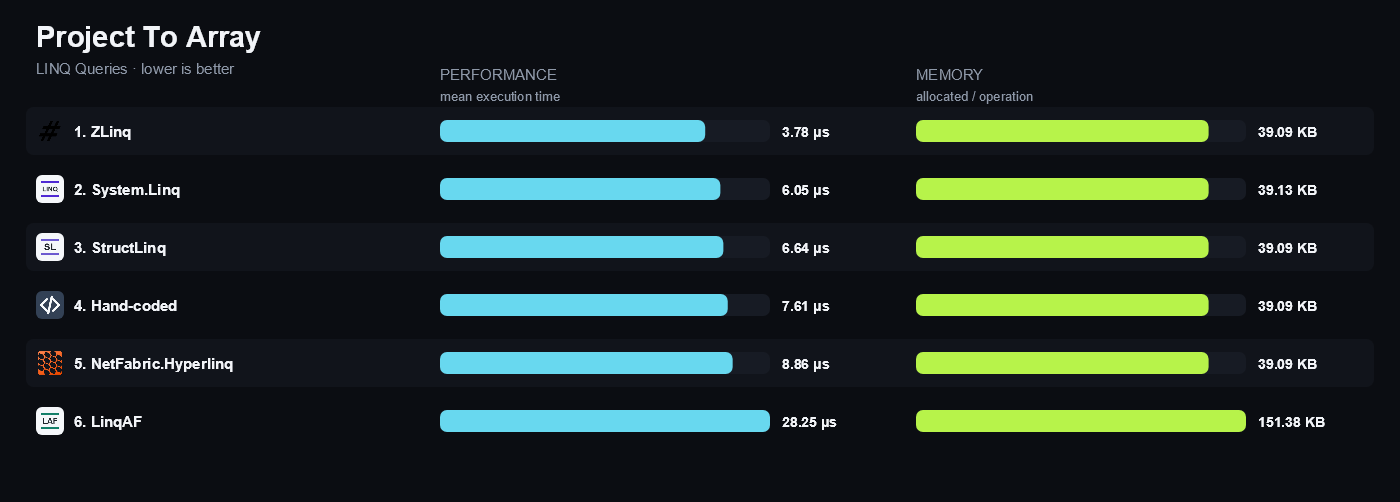 Project To Array
LINQ Queries · lower is better
PERFORMANCE
mean execution time
MEMORY
allocated / operation
# 1. ZLinq 3.78 µs 39.09 KB
LINQ 2. System.Linq 6.05 µs 39.13 KB
SL 3. StructLinq 6.64 µs 39.09 KB
</> 4. Hand-coded 7.61 µs 39.09 KB
5. NetFabric.Hyperlinq 8.86 µs 39.09 KB
LAF 6. LinqAF 28.25 µs 151.38 KB